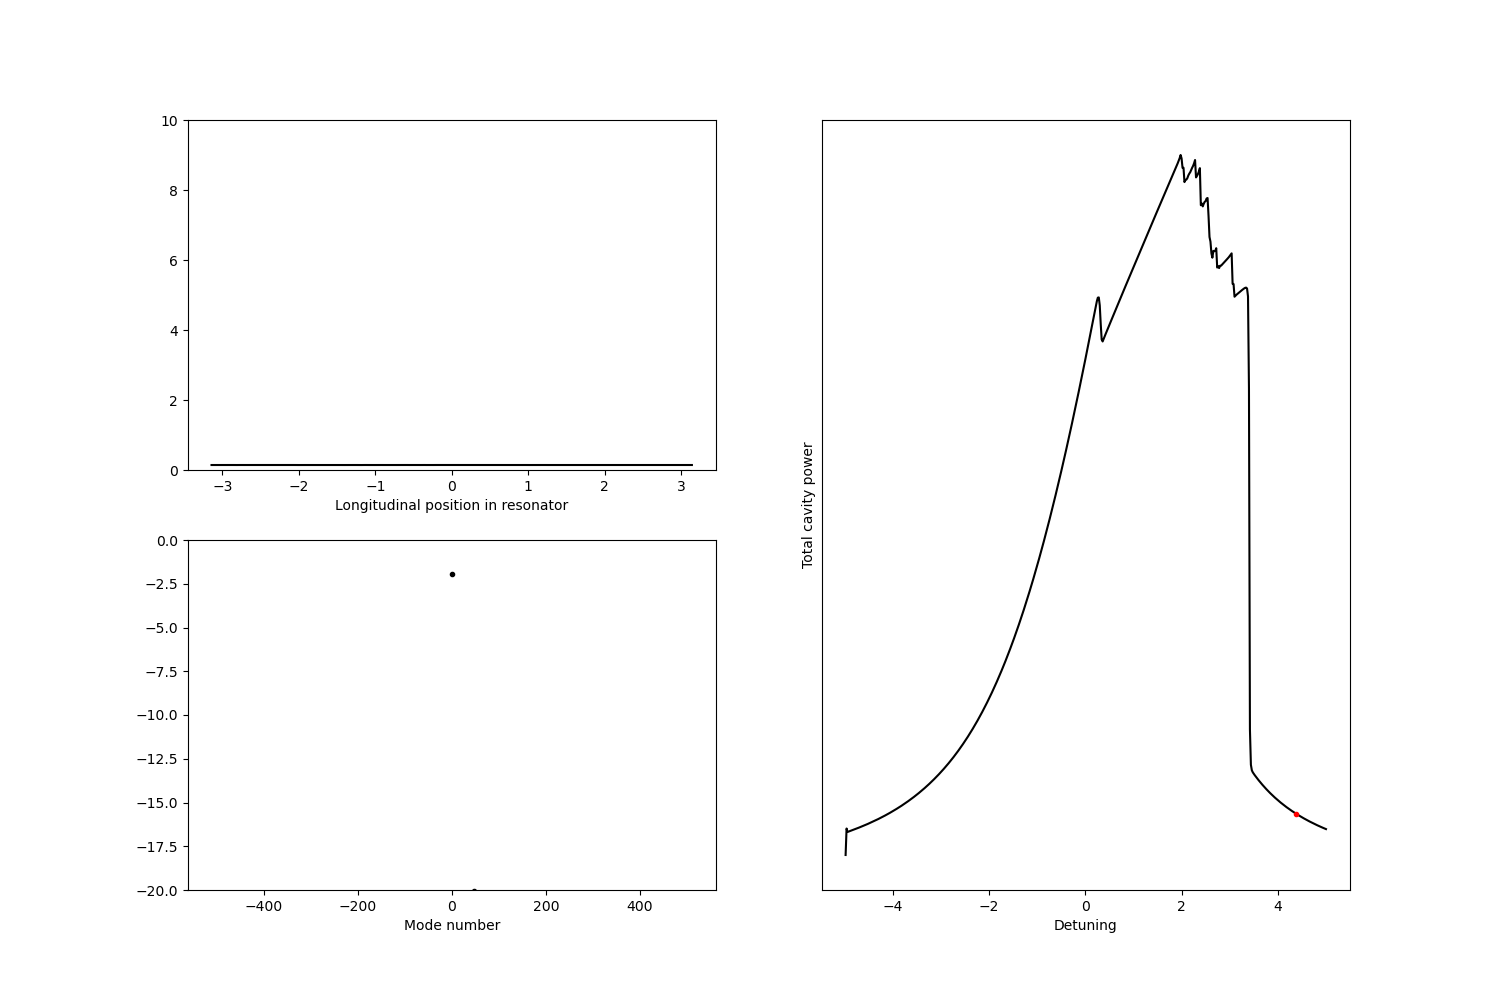 10
8
6
4
2
0
−3 −2 −1 0 1 2 3
Longitudinal position in resonator
0.0
−2.5
−5.0
−7.5
−10.0
−12.5
−15.0
−17.5
−20.0
−400 −200 0 200 400
Mode number
Total cavity power
−4 −2 0 2 4
Detuning